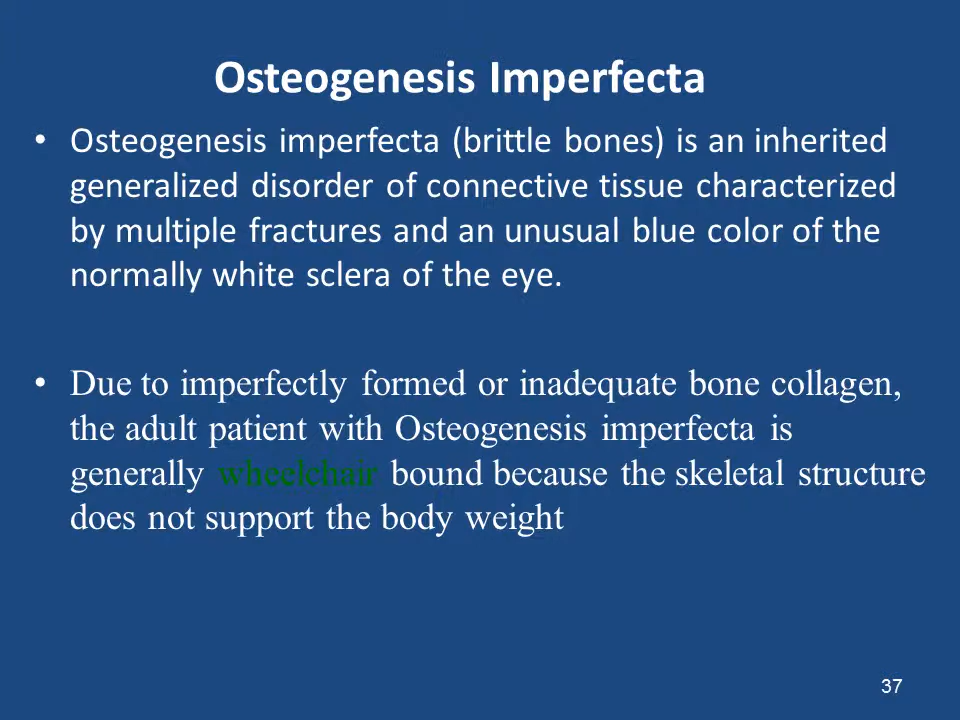 Osteogenesis Imperfecta
• Osteogenesis imperfecta (brittle bones) is an inherited
generalized disorder of connective tissue characterized
by multiple fractures and an unusual blue color of the
normally white sclera of the eye.
• Due to imperfectly formed or inadequate bone collagen,
the adult patient with Osteogenesis imperfecta is
generally wheelchair bound because the skeletal structure
does not support the body weight
37